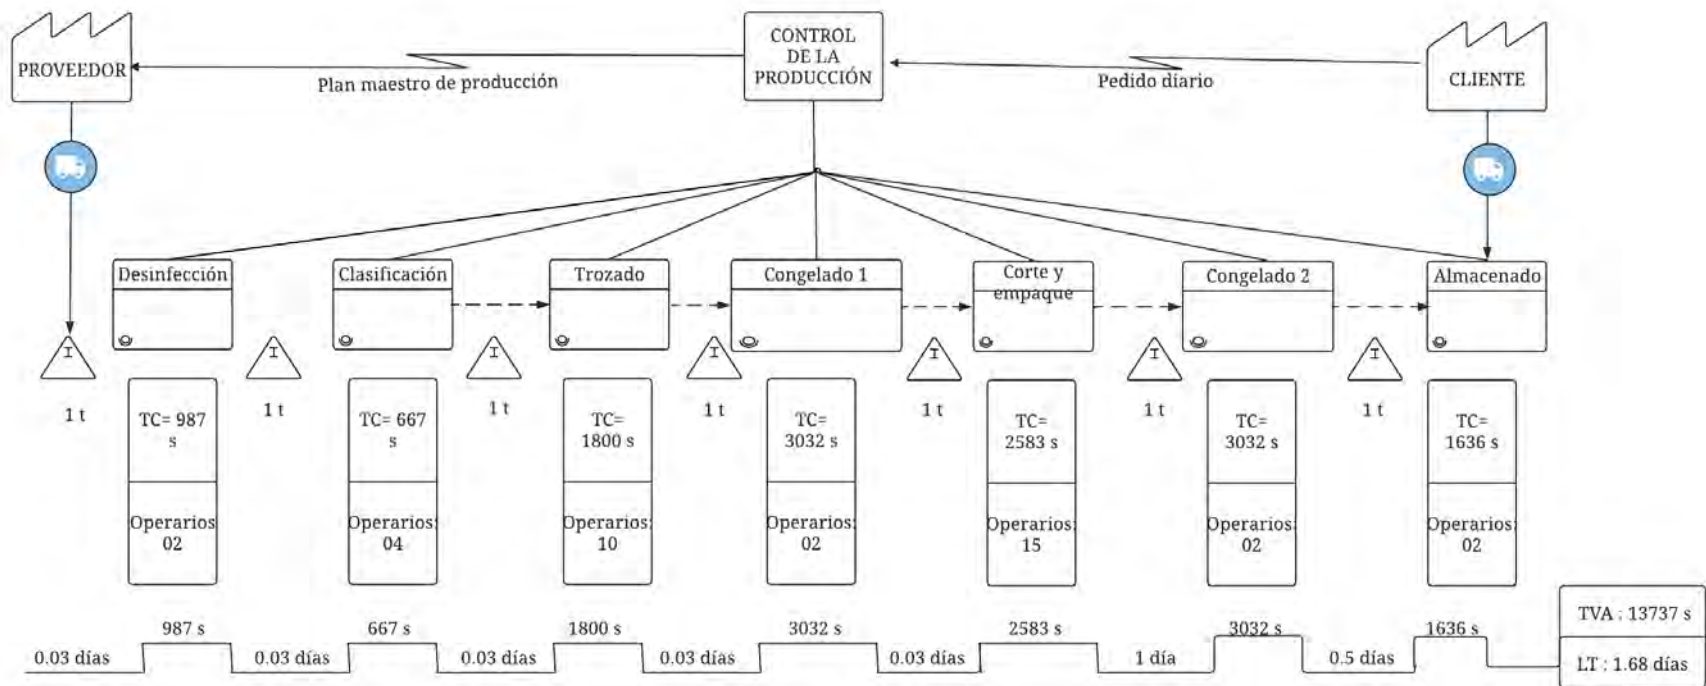 PROVEEDOR
Plan maestro de producción
CONTROL
DE LA
PRODUCCIÓN
Pedido diario
CLIENTE
Desinfección
Clasificación
Trozado
Congelado 1
Corte y
empaque
Congelado 2
Almacenado
I
I
I
I
I
I
I
1 t
1 t
1 t
1 t
1 t
1 t
1 t
TC= 987
s
TC= 667
s
TC=
1800 s
TC=
3032 s
TC=
2583 s
TC=
3032 s
TC=
1636 s
Operarios
02
Operarios:
04
Operarios:
10
Operarios:
02
Operarios:
15
Operarios:
02
Operarios:
02
987 s
667 s
1800 s
3032 s
2583 s
3032 s
1636 s
0.03 días
0.03 días
0.03 días
0.03 días
0.03 días
1 día
0.5 días
TVA : 13737 s
LT : 1.68 días